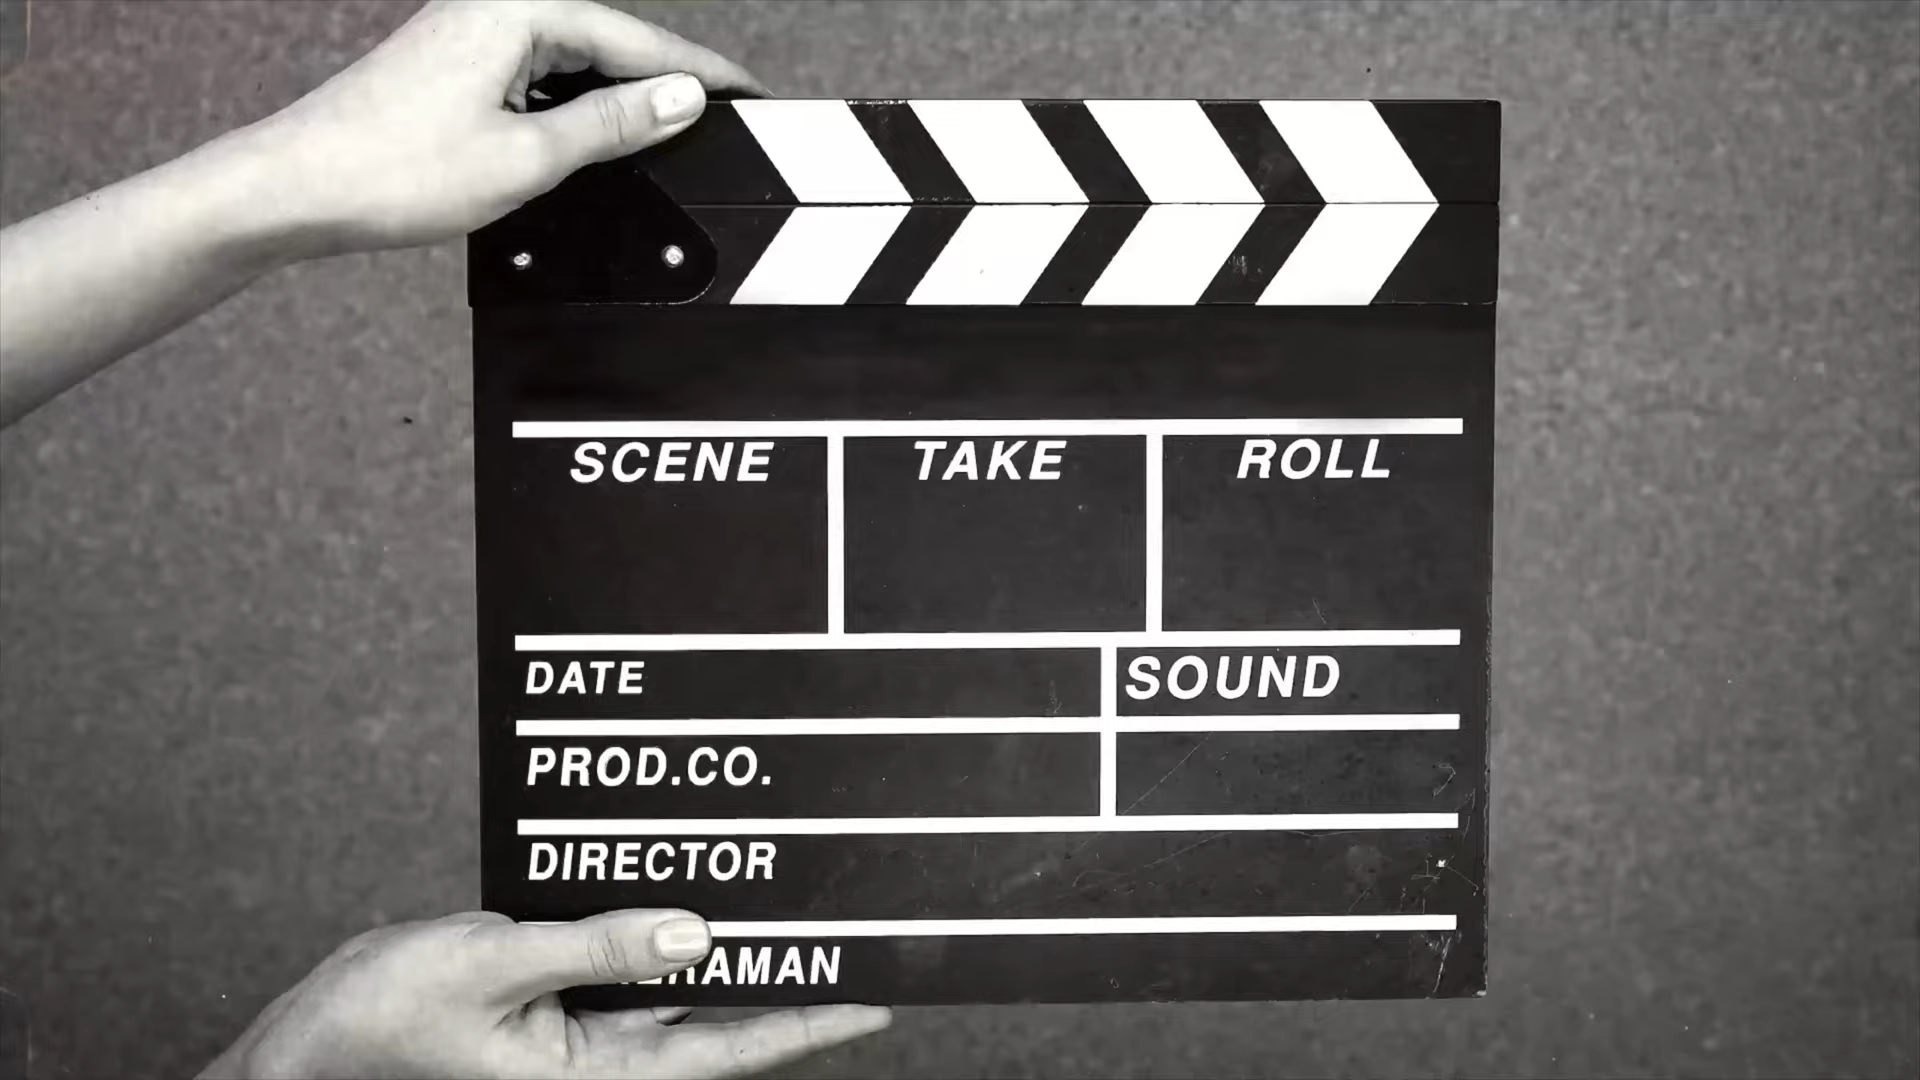 SCENE TAKE ROLL
DATE SOUND
PROD.CO.
DIRECTOR